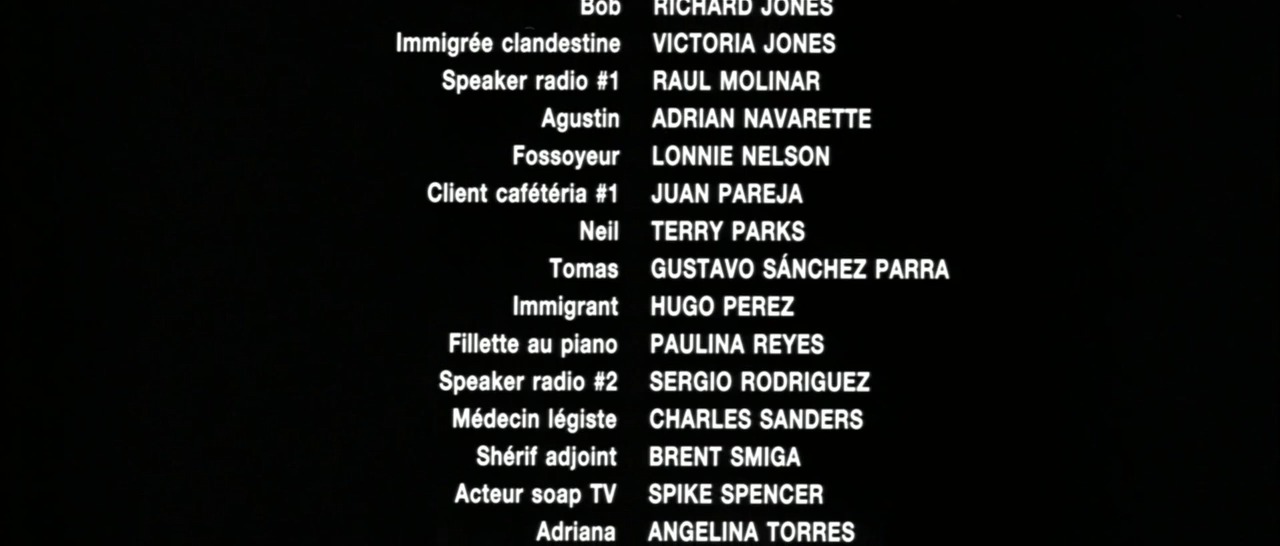 Bob RICHARD JONES
Immigrée clandestine VICTORIA JONES
Speaker radio #1 RAUL MOLINAR
Agustin ADRIAN NAVARETTE
Fossoyeur LONNIE NELSON
Client cafétéria #1 JUAN PAREJA
Neil TERRY PARKS
Tomas GUSTAVO SÁNCHEZ PARRA
Immigrant HUGO PEREZ
Fillette au piano PAULINA REYES
Speaker radio #2 SERGIO RODRIGUEZ
Médecin légiste CHARLES SANDERS
Shérif adjoint BRENT SMIGA
Acteur soap TV SPIKE SPENCER
Adriana ANGELINA TORRES